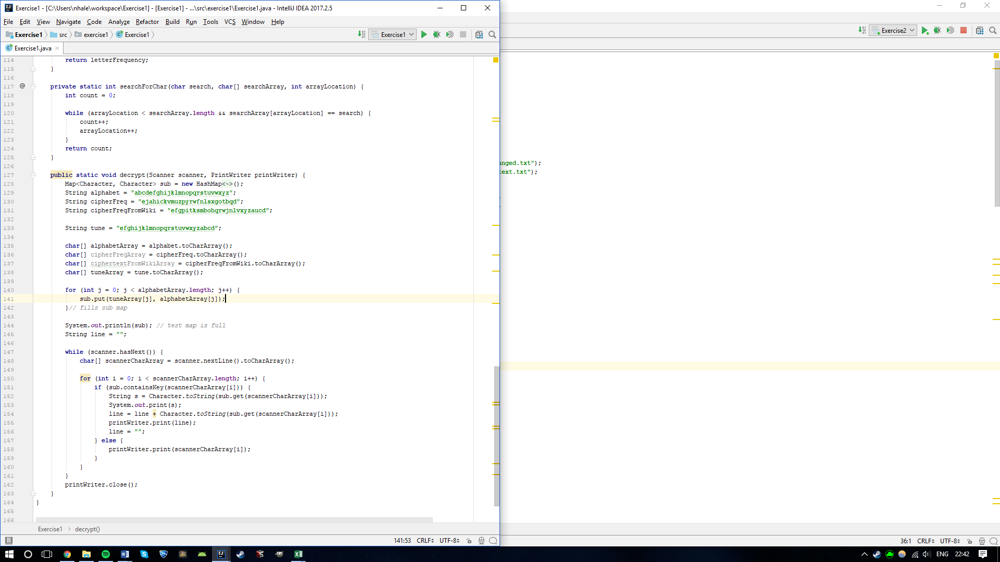 Exercise1 - [C:\Users\nhale\workspace\Exercise1] - [Exercise1] - ...\src\exercise1\Exercise1.java - IntelliJ IDEA 2017.2.5
File Edit View Navigate Code Analyze Refactor Build Run Tools VCS Window Help
Exercise1 src exercise1 Exercise1 Exercise1
Exercise2
Exercise1.java
114 return letterFrequency;
115 }
116
117 @ private static int searchForChar(char search, char[] searchArray, int arrayLocation) {
118 int count = 0;
119
120 while (arrayLocation < searchArray.length && searchArray[arrayLocation] == search) {
121 count++;
122 arrayLocation++;
123 }
124 return count;
125 }
126
127 public static void decrypt(Scanner scanner, PrintWriter printWriter) {
128 Map<Character, Character> sub = new HashMap<~>();
129 String alphabet = "abcdefghijklmnopqrstuvwxyz";
130 String cipherFreq = "ejahickvmuzpyrwfnlsxgotbqd";
131 String cipherFreqFromWiki = "efgpitksmbohqrwjnlvxyzaucd";
132
133 String tune = "efghijklmnopqrstuvwxyzabcd";
134
135 char[] alphabetArray = alphabet.toCharArray();
136 char[] cipherFreqArray = cipherFreq.toCharArray();
137 char[] ciphertextFromWikiArray = cipherFreqFromWiki.toCharArray();
138 char[] tuneArray = tune.toCharArray();
139
140 for (int j = 0; j < alphabetArray.length; j++) {
141 sub.put(tuneArray[j], alphabetArray[j]);
142 }// fills sub map
143
144 System.out.println(sub); // test map is full
145 String line = "";
146
147 while (scanner.hasNext()) {
148 char[] scannerCharArray = scanner.nextLine().toCharArray();
149
150 for (int i = 0; i < scannerCharArray.length; i++) {
151 if (sub.containsKey(scannerCharArray[i])) {
152 String s = Character.toString(sub.get(scannerCharArray[i]));
153 System.out.print(s);
154 line = line + Character.toString(sub.get(scannerCharArray[i]));
155 printWriter.print(line);
156 line = "";
157 } else {
158 printWriter.print(scannerCharArray[i]);
159 }
160 }
161 }
162 printWriter.close();
163 }
164 }
165
166
anged.txt");
text.txt");
Exercise1 decrypt()
141:53 CRLF UTF-8
36:1 CRLF UTF-8
ENG 22:42